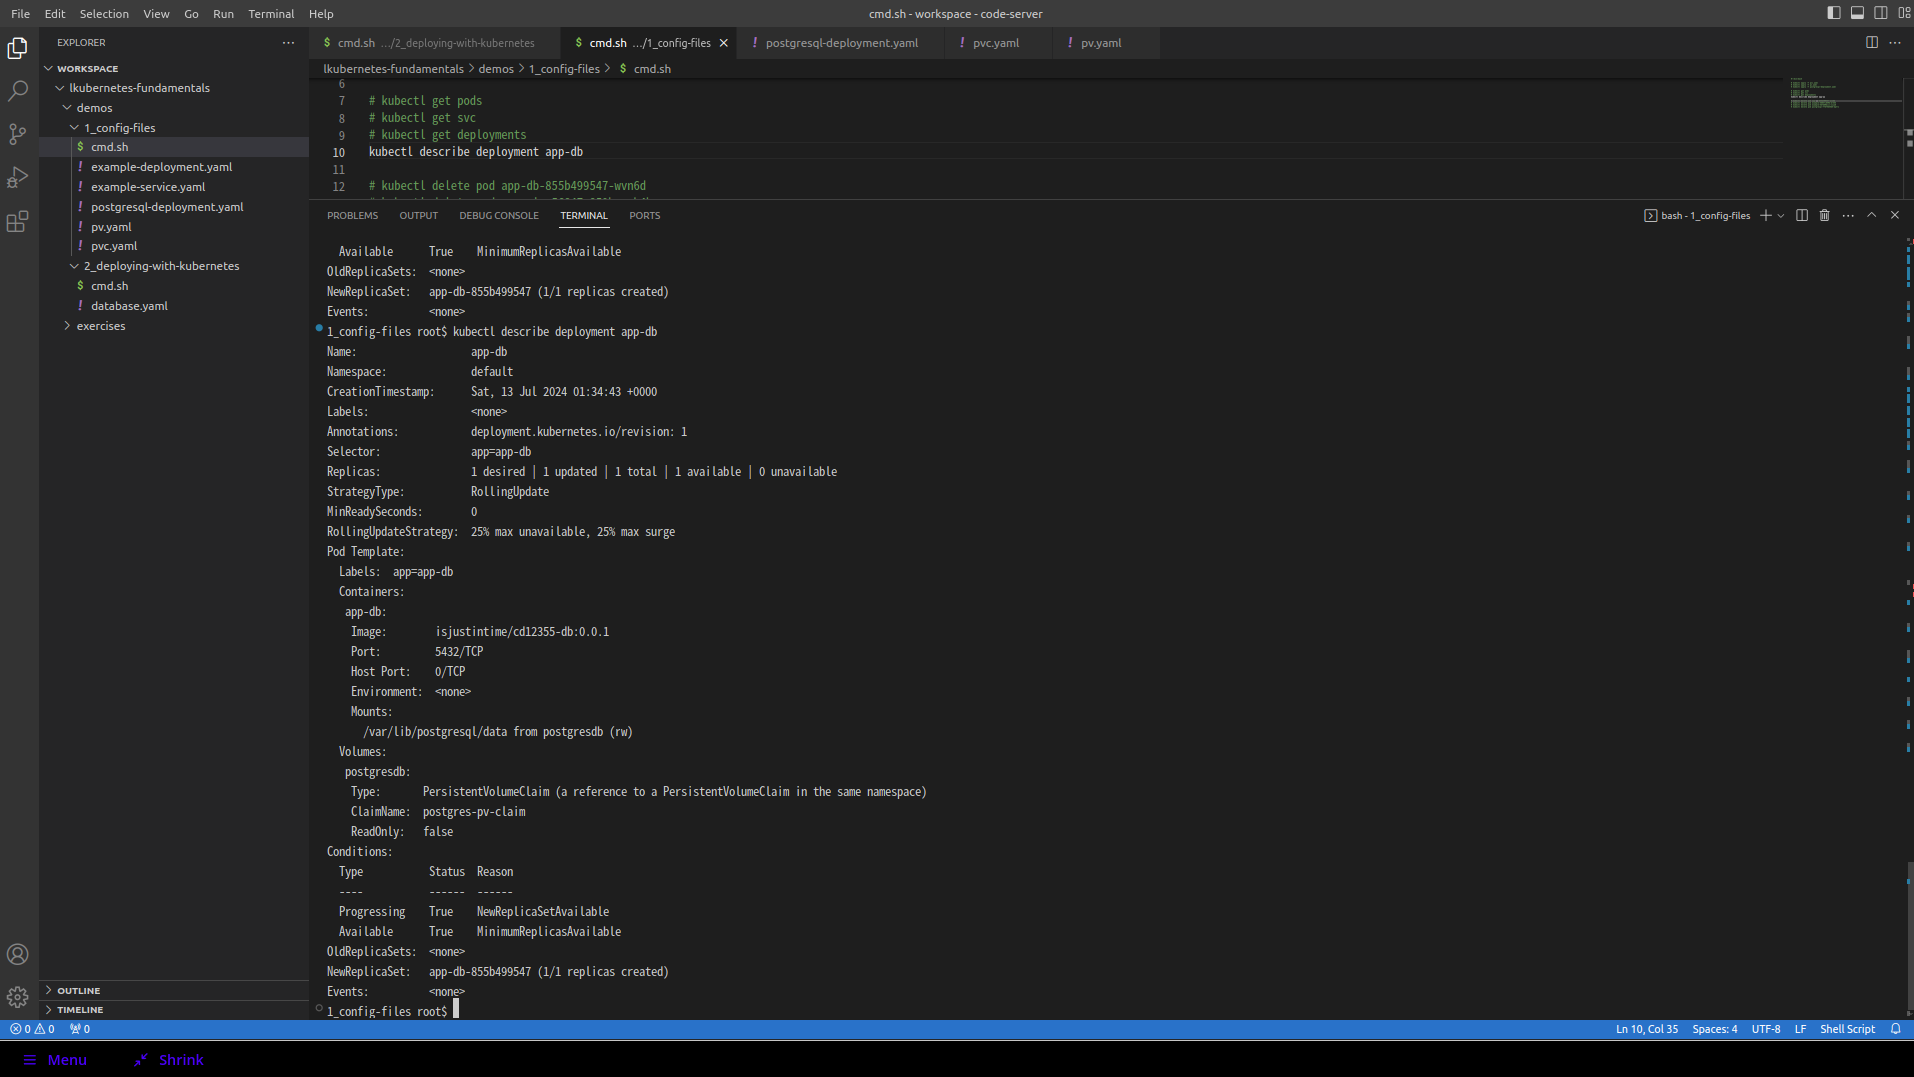 File Edit Selection View Go Run Terminal Help
cmd.sh - workspace - code-server
EXPLORER
WORKSPACE
lkubernetes-fundamentals
demos
1_config-files
$ cmd.sh
! example-deployment.yaml
! example-service.yaml
! postgresql-deployment.yaml
! pv.yaml
! pvc.yaml
2_deploying-with-kubernetes
$ cmd.sh
! database.yaml
exercises
OUTLINE
TIMELINE
$ cmd.sh .../2_deploying-with-kubernetes
$ cmd.sh .../1_config-files
! postgresql-deployment.yaml
! pvc.yaml
! pv.yaml
lkubernetes-fundamentals > demos > 1_config-files > $ cmd.sh
6
7 # kubectl get pods
8 # kubectl get svc
9 # kubectl get deployments
10 kubectl describe deployment app-db
11
12 # kubectl delete pod app-db-855b499547-wvn6d
PROBLEMS OUTPUT DEBUG CONSOLE TERMINAL PORTS
bash - 1_config-files
Available True MinimumReplicasAvailable
OldReplicaSets: <none>
NewReplicaSet: app-db-855b499547 (1/1 replicas created)
Events: <none>
1_config-files root$ kubectl describe deployment app-db
Name: app-db
Namespace: default
CreationTimestamp: Sat, 13 Jul 2024 01:34:43 +0000
Labels: <none>
Annotations: deployment.kubernetes.io/revision: 1
Selector: app=app-db
Replicas: 1 desired | 1 updated | 1 total | 1 available | 0 unavailable
StrategyType: RollingUpdate
MinReadySeconds: 0
RollingUpdateStrategy: 25% max unavailable, 25% max surge
Pod Template:
Labels: app=app-db
Containers:
app-db:
Image: isjustintime/cd12355-db:0.0.1
Port: 5432/TCP
Host Port: 0/TCP
Environment: <none>
Mounts:
/var/lib/postgresql/data from postgresdb (rw)
Volumes:
postgresdb:
Type: PersistentVolumeClaim (a reference to a PersistentVolumeClaim in the same namespace)
ClaimName: postgres-pv-claim
ReadOnly: false
Conditions:
Type Status Reason
---- ------ ------
Progressing True NewReplicaSetAvailable
Available True MinimumReplicasAvailable
OldReplicaSets: <none>
NewReplicaSet: app-db-855b499547 (1/1 replicas created)
Events: <none>
1_config-files root$
0 0 0
Ln 10, Col 35 Spaces: 4 UTF-8 LF Shell Script
Menu Shrink